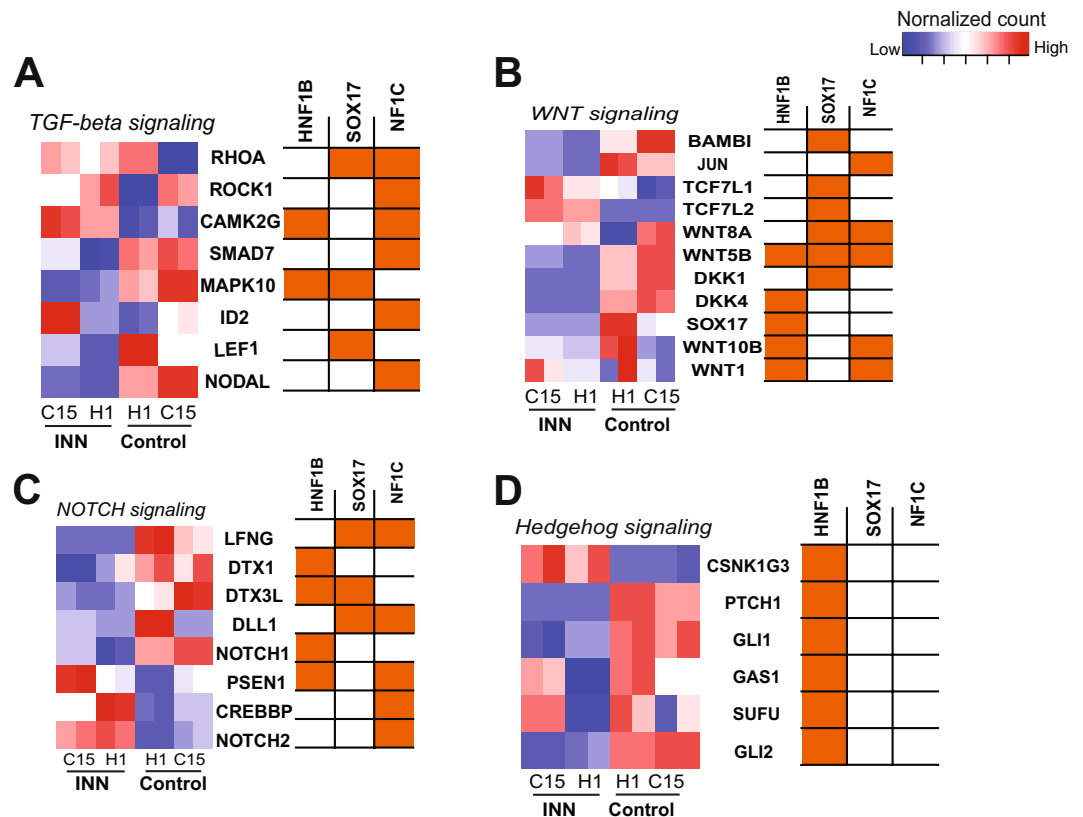 Nornalized count
Low
High
A
TGF-beta signaling
HNF1B
SOX17
NF1C
RHOA
ROCK1
CAMK2G
SMAD7
MAPK10
ID2
LEF1
NODAL
C15 H1 H1 C15
INN Control
B
WNT signaling
HNF1B
SOX17
NF1C
BAMBI
JUN
TCF7L1
TCF7L2
WNT8A
WNT5B
DKK1
DKK4
SOX17
WNT10B
WNT1
C15 H1 H1 C15
INN Control
C
NOTCH signaling
HNF1B
SOX17
NF1C
LFNG
DTX1
DTX3L
DLL1
NOTCH1
PSEN1
CREBBP
NOTCH2
C15 H1 H1 C15
INN Control
D
Hedgehog signaling
HNF1B
SOX17
NF1C
CSNK1G3
PTCH1
GLI1
GAS1
SUFU
GLI2
C15 H1 H1 C15
INN Control